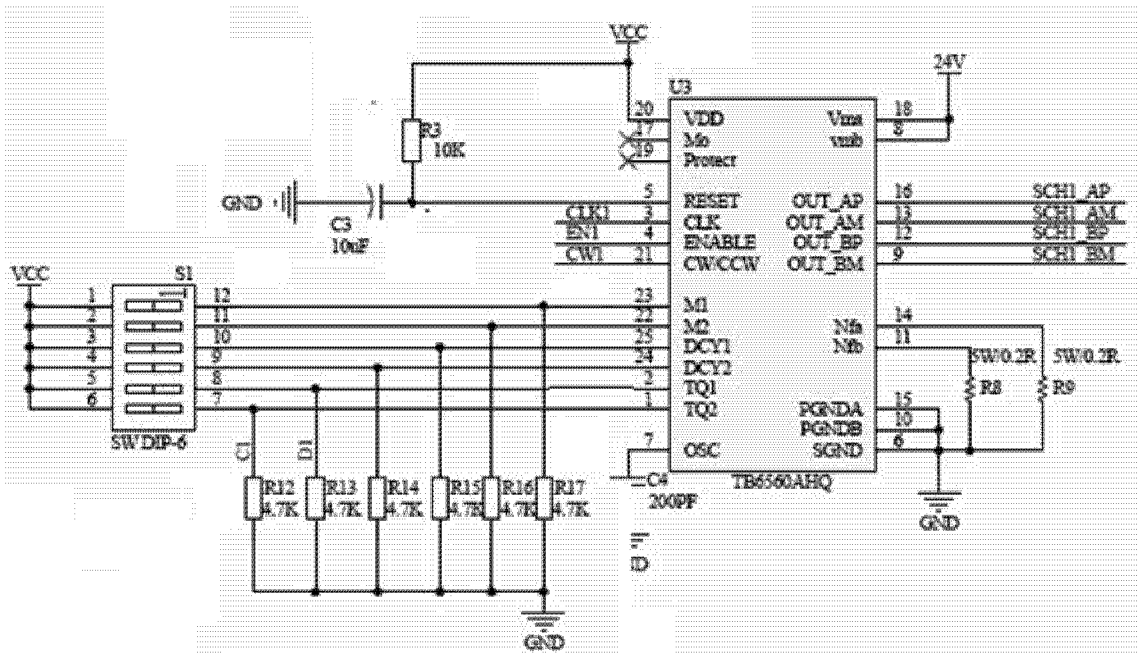 VCC
24V
U3
20 VDD
17 Mo
19 Protect
Vma 18
vmb 8
R3
10K
GND
C3
10uF
5 RESET
CLK1 3 CLK
EN1 4 ENABLE
CW1 21 CW/CCW
OUT_AP 16 SCH1_AP
OUT_AM 13 SCH1_AM
OUT_BP 12 SCH1_BP
OUT_BM 9 SCH1_BM
VCC
S1
1 12 23 M1
2 11 22 M2
3 10 25 DCY1
4 9 24 DCY2
5 8 2 TQ1
6 7 1 TQ2
SW DIP-6
Nfa 14
Nfb 11
5W/0.2R 5W/0.2R
R8 R9
PGNDA 15
PGNDB 10
SGND 6
7 OSC
TB6560AHQ
C4
200PF
GND
C1 D1
R12 R13 R14 R15 R16 R17
4.7K 4.7K 4.7K 4.7K 4.7K 4.7K
GND